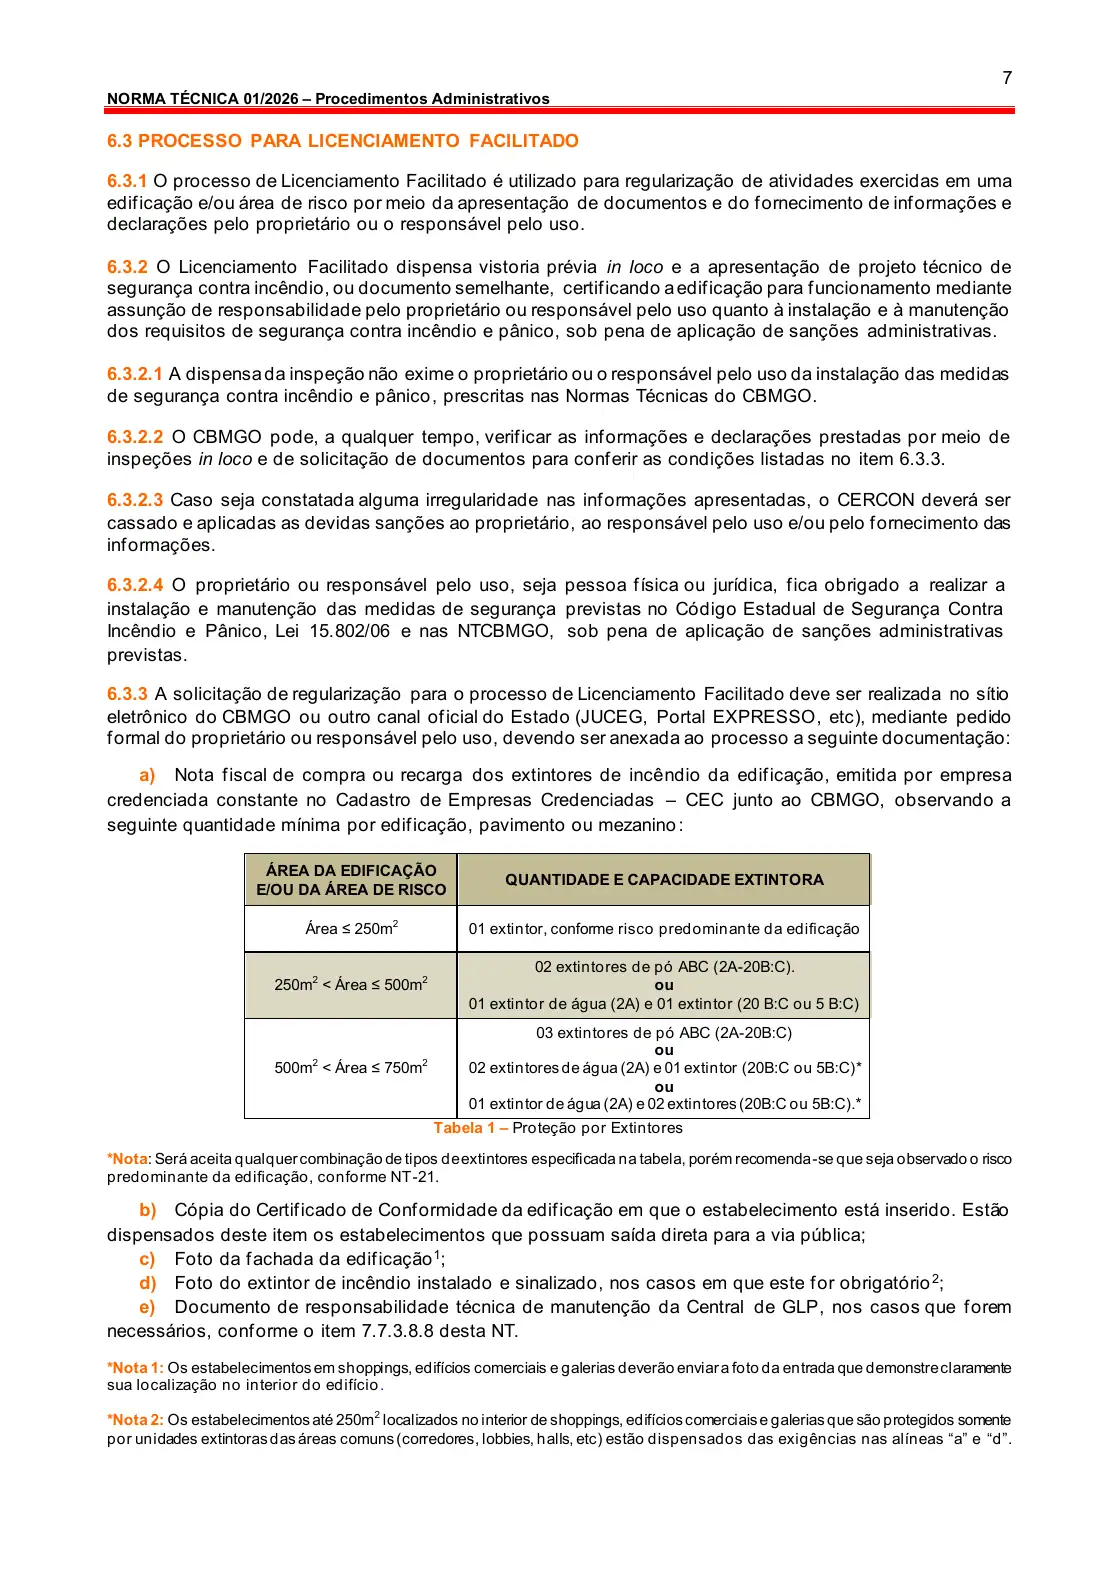 7
NORMA TÉCNICA 01/2026 – Procedimentos Administrativos
6.3 PROCESSO PARA LICENCIAMENTO FACILITADO
6.3.1 O processo de Licenciamento Facilitado é utilizado para regularização de atividades exercidas em uma
edificação e/ou área de risco por meio da apresentação de documentos e do fornecimento de informações e
declarações pelo proprietário ou o responsável pelo uso.
6.3.2 O Licenciamento Facilitado dispensa vistoria prévia in loco e a apresentação de projeto técnico de
segurança contra incêndio, ou documento semelhante, certificando a edificação para funcionamento mediante
assunção de responsabilidade pelo proprietário ou responsável pelo uso quanto à instalação e à manutenção
dos requisitos de segurança contra incêndio e pânico, sob pena de aplicação de sanções administrativas.
6.3.2.1 A dispensa da inspeção não exime o proprietário ou o responsável pelo uso da instalação das medidas
de segurança contra incêndio e pânico, prescritas nas Normas Técnicas do CBMGO.
6.3.2.2 O CBMGO pode, a qualquer tempo, verificar as informações e declarações prestadas por meio de
inspeções in loco e de solicitação de documentos para conferir as condições listadas no item 6.3.3.
6.3.2.3 Caso seja constatada alguma irregularidade nas informações apresentadas, o CERCON deverá ser
cassado e aplicadas as devidas sanções ao proprietário, ao responsável pelo uso e/ou pelo fornecimento das
informações.
6.3.2.4 O proprietário ou responsável pelo uso, seja pessoa física ou jurídica, fica obrigado a realizar a
instalação e manutenção das medidas de segurança previstas no Código Estadual de Segurança Contra
Incêndio e Pânico, Lei 15.802/06 e nas NTCBMGO, sob pena de aplicação de sanções administrativas
previstas.
6.3.3 A solicitação de regularização para o processo de Licenciamento Facilitado deve ser realizada no sítio
eletrônico do CBMGO ou outro canal oficial do Estado (JUCEG, Portal EXPRESSO, etc), mediante pedido
formal do proprietário ou responsável pelo uso, devendo ser anexada ao processo a seguinte documentação:
a) Nota fiscal de compra ou recarga dos extintores de incêndio da edificação, emitida por empresa
credenciada constante no Cadastro de Empresas Credenciadas – CEC junto ao CBMGO, observando a
seguinte quantidade mínima por edificação, pavimento ou mezanino:
ÁREA DA EDIFICAÇÃO
E/OU DA ÁREA DE RISCO
QUANTIDADE E CAPACIDADE EXTINTORA
Área ≤ 250m²
01 extintor, conforme risco predominante da edificação
250m² < Área ≤ 500m²
02 extintores de pó ABC (2A-20B:C).
ou
01 extintor de água (2A) e 01 extintor (20 B:C ou 5 B:C)
500m² < Área ≤ 750m²
03 extintores de pó ABC (2A-20B:C)
ou
02 extintores de água (2A) e 01 extintor (20B:C ou 5B:C)*
ou
01 extintor de água (2A) e 02 extintores (20B:C ou 5B:C).*
Tabela 1 – Proteção por Extintores
*Nota: Será aceita qualquer combinação de tipos de extintores especificada na tabela, porém recomenda-se que seja observado o risco
predominante da edificação, conforme NT-21.
b) Cópia do Certificado de Conformidade da edificação em que o estabelecimento está inserido. Estão
dispensados deste item os estabelecimentos que possuam saída direta para a via pública;
c) Foto da fachada da edificação¹;
d) Foto do extintor de incêndio instalado e sinalizado, nos casos em que este for obrigatório²;
e) Documento de responsabilidade técnica de manutenção da Central de GLP, nos casos que forem
necessários, conforme o item 7.7.3.8.8 desta NT.
*Nota 1: Os estabelecimentos em shoppings, edifícios comerciais e galerias deverão enviar a foto da entrada que demonstre claramente
sua localização no interior do edifício.
*Nota 2: Os estabelecimentos até 250m² localizados no interior de shoppings, edifícios comerciais e galerias que são protegidos somente
por unidades extintoras das áreas comuns (corredores, lobbies, halls, etc) estão dispensados das exigências nas alíneas “a” e “d”.